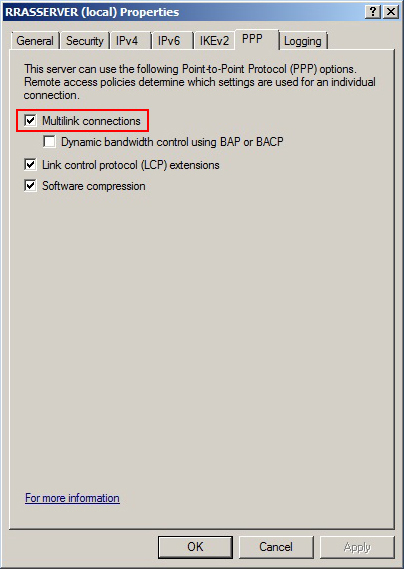 RRASSERVER (local) Properties
General Security IPv4 IPv6 IKEv2 PPP Logging
This server can use the following Point-to-Point Protocol (PPP) options.
Remote access policies determine which settings are used for an individual
connection.
Multilink connections
Dynamic bandwidth control using BAP or BACP
Link control protocol (LCP) extensions
Software compression
For more information
OK Cancel Apply